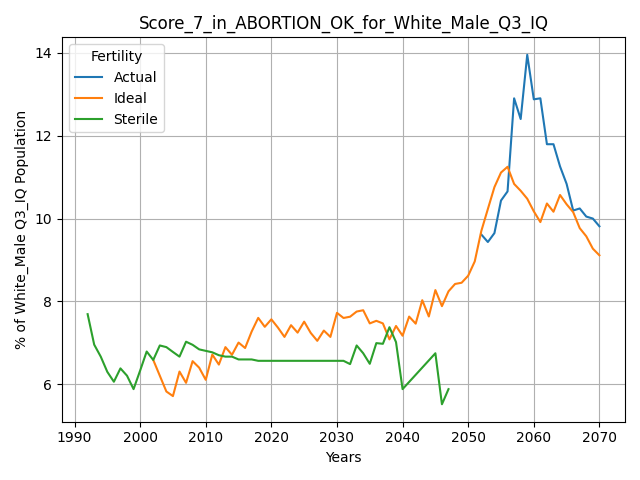 Score_7_in_ABORTION_OK_for_White_Male_Q3_IQ
% of White_Male Q3_IQ Population
14
12
10
8
6
Fertility
Actual
Ideal
Sterile
1990 2000 2010 2020 2030 2040 2050 2060 2070
Years